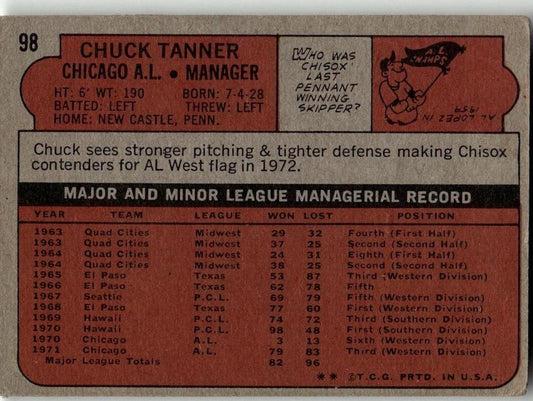 98
CHUCK TANNER
CHICAGO A.L. • MANAGER
HT: 6' WT: 190 BORN: 7-4-28
BATTED: LEFT THREW: LEFT
HOME: NEW CASTLE, PENN.
WHO WAS
CHISOX'
LAST
PENNANT
WINNING
SKIPPER?
A.L.
CHAMPS
AL LOPEZ IN
1959
Chuck sees stronger pitching & tighter defense making Chisox
contenders for AL West flag in 1972.
MAJOR AND MINOR LEAGUE MANAGERIAL RECORD
YEAR TEAM LEAGUE WON LOST POSITION
1963 Quad Cities Midwest 29 32 Fourth (First Half)
1963 Quad Cities Midwest 37 25 Second (Second Half)
1964 Quad Cities Midwest 24 31 Eighth (First Half)
1964 Quad Cities Midwest 38 25 Second (Second Half)
1965 El Paso Texas 53 87 Third (Western Division)
1966 El Paso Texas 62 78 Fifth
1967 Seattle P.C.L. 69 79 Fifth (Western Division)
1968 El Paso Texas 77 60 First (Western Division)
1969 Hawaii P.C.L. 74 72 Third (Southern Division)
1970 Hawaii P.C.L. 98 48 First (Southern Division)
1970 Chicago A.L. 3 13 Sixth (Western Division)
1971 Chicago A.L. 79 83 Third (Western Division)
Major League Totals 82 96
** ©T.C.G. PRTD. IN U.S.A.